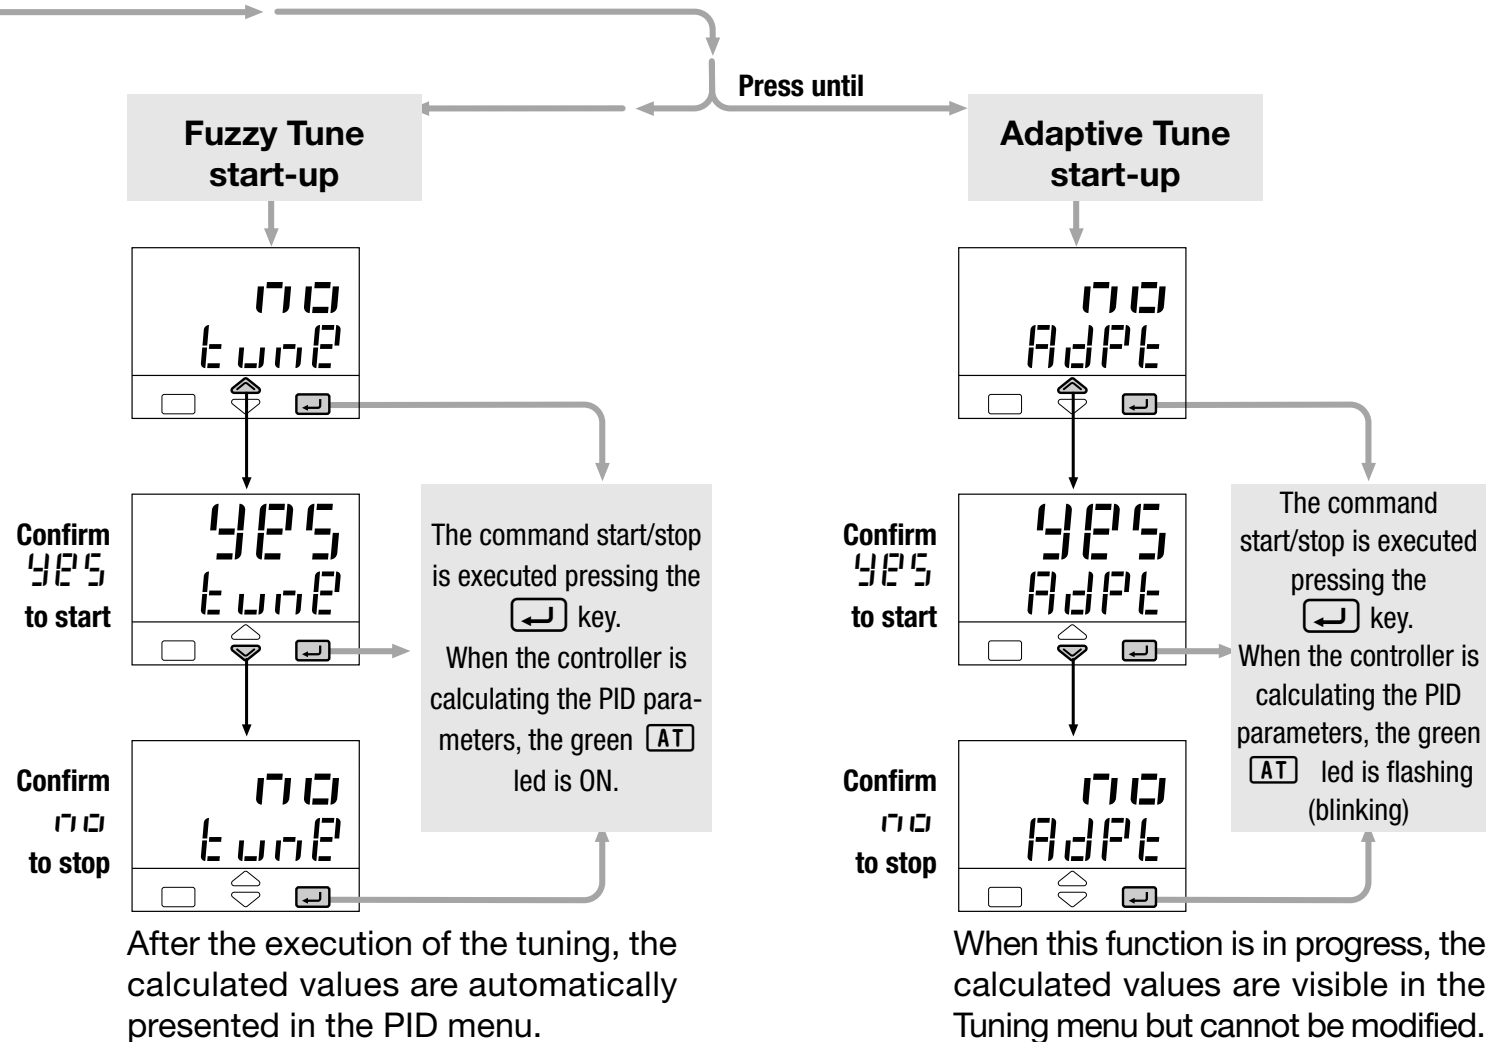 Press until
Fuzzy Tune
start-up
no
tunE
Confirm
YES
to start
YES
tunE
Confirm
no
to stop
no
tunE
The command start/stop
is executed pressing the
key.
When the controller is
calculating the PID para-
meters, the green AT
led is ON.
After the execution of the tuning, the
calculated values are automatically
presented in the PID menu.
Adaptive Tune
start-up
no
AdPt
Confirm
YES
to start
YES
AdPt
Confirm
no
to stop
no
AdPt
The command
start/stop is executed
pressing the
key.
When the controller is
calculating the PID
parameters, the green
AT led is flashing
(blinking)
When this function is in progress, the
calculated values are visible in the
Tuning menu but cannot be modified.